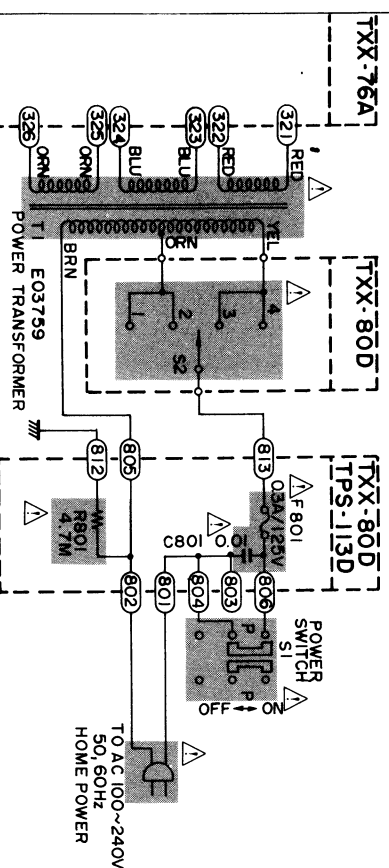 TXX-76A
321
RED
322
RED
323
BLU
324
BLU
325
ORN
326
ORN
YEL
ORN
BRN
T1
POWER TRANSFORMER
E03759
TXX-80D
4
3
2
1
S2
TXX-80D
TPS-113D
813
F801
0.3A/125V
C801 0.01
805
812
R801
4.7M
806
803
804
801
802
POWER
SWITCH
S1
P
P
OFF ↔ ON
TO AC 100~240V
50,60Hz
HOME POWER